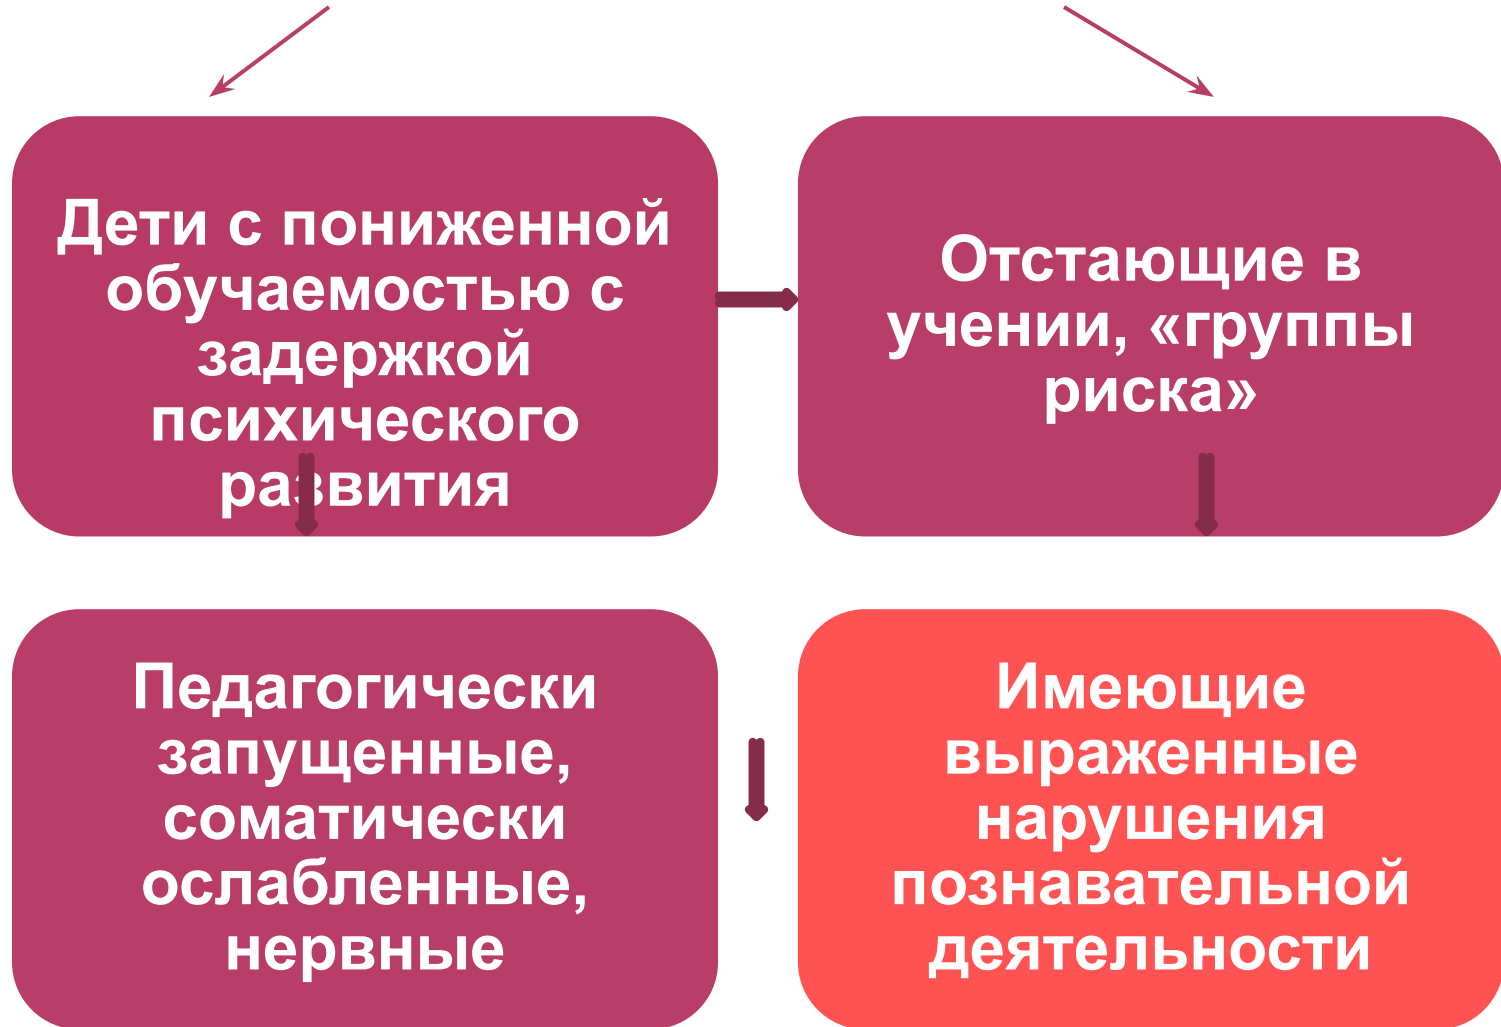 Дети с пониженной
обучаемостью с
задержкой
психического
развития
Отстающие в
учении, «группы
риска»
Педагогически
запущенные,
соматически
ослабленные,
нервные
Имеющие
выраженные
нарушения
познавательной
деятельности